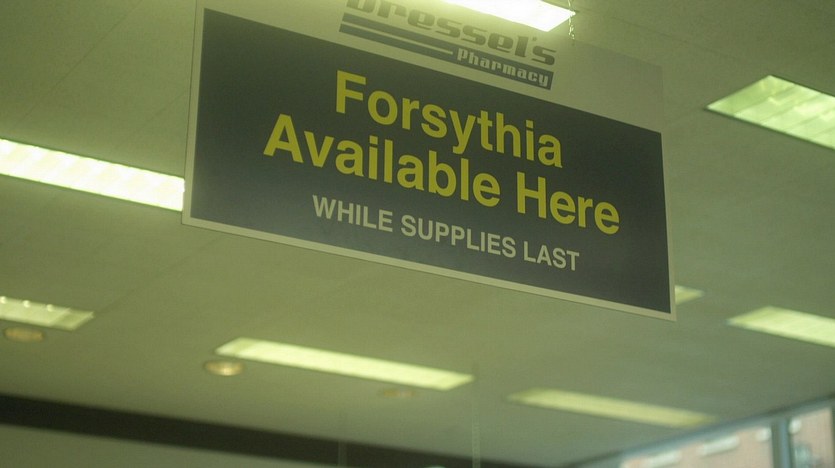 Dressel's
pharmacy
Forsythia
Available Here
WHILE SUPPLIES LAST